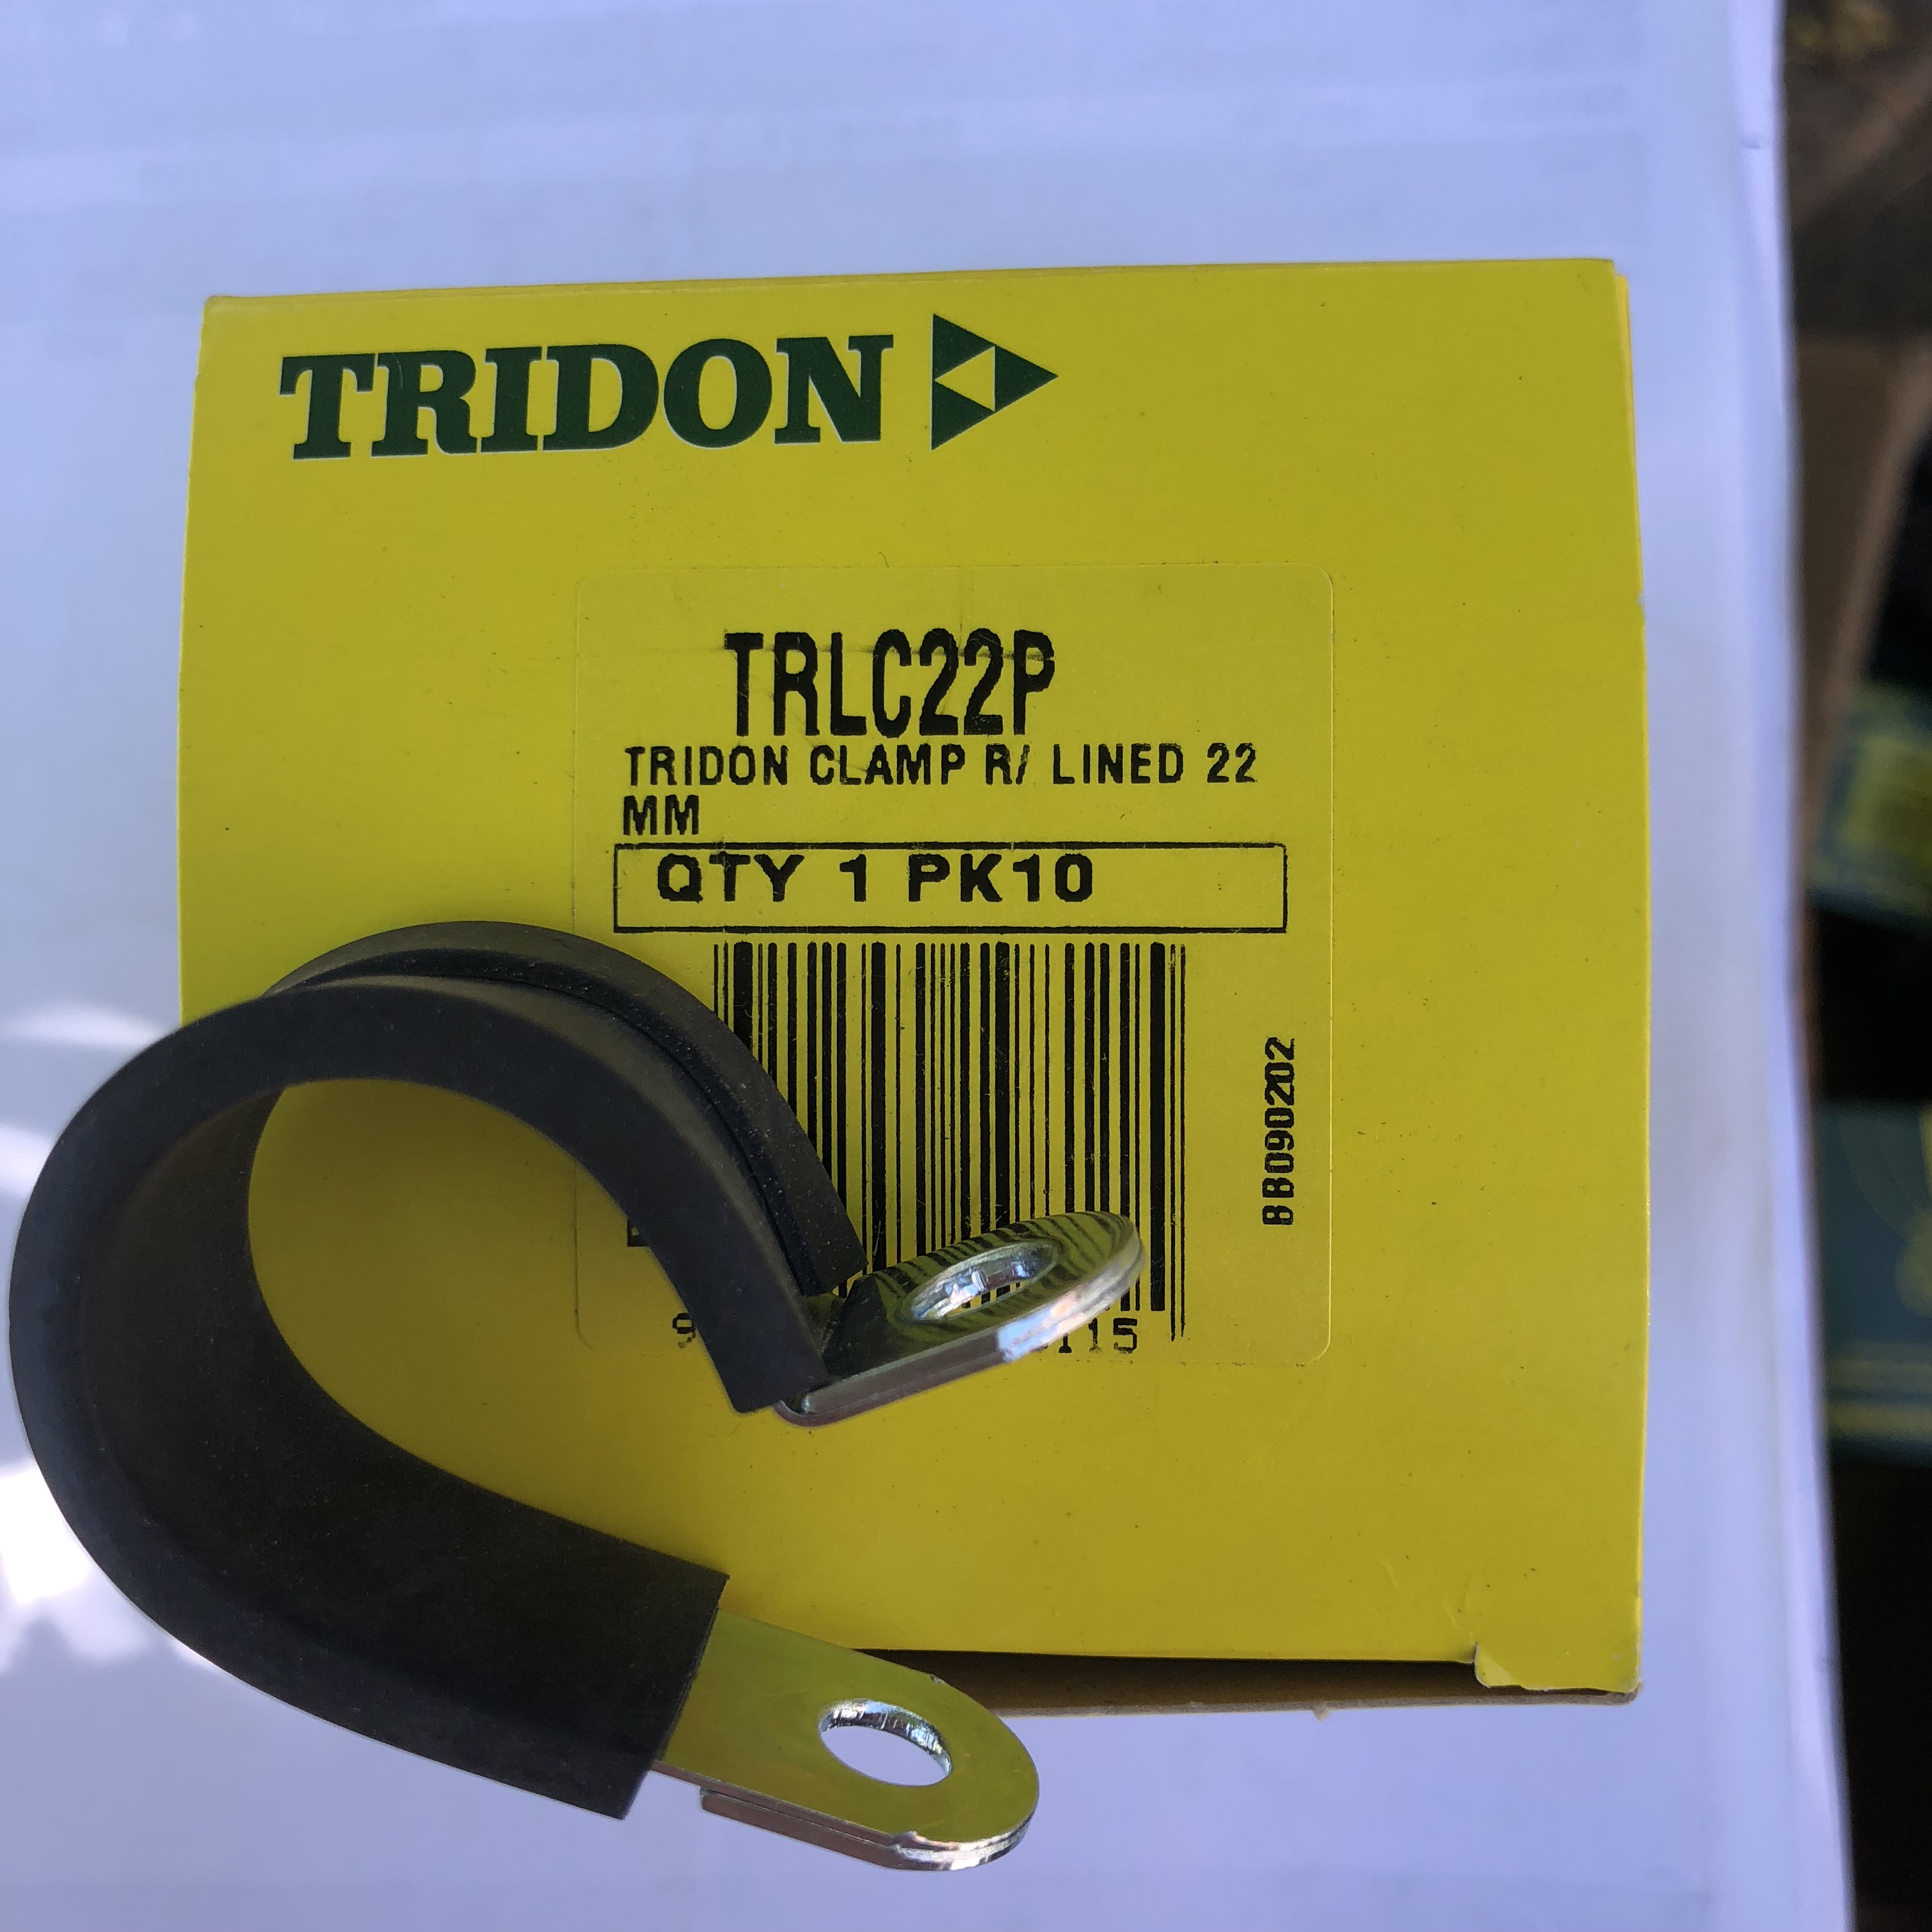 TRIDON
TRLC22P
TRIDON CLAMP R/ LINED 22
MM
QTY 1 PK10
BB090202